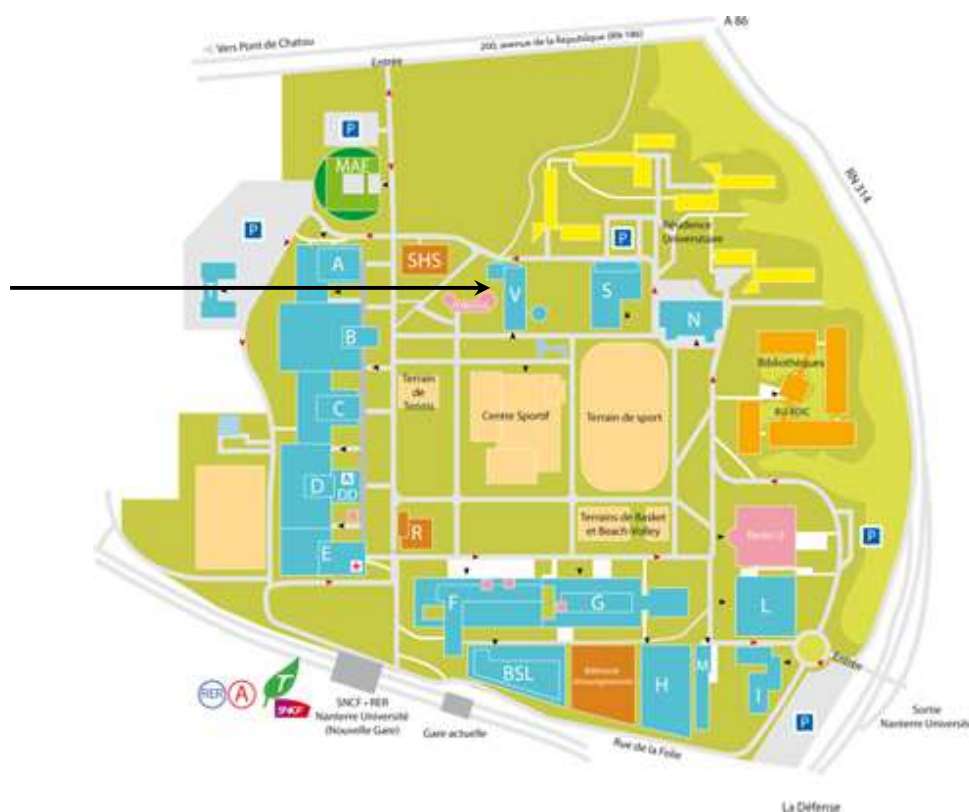 A 86
Vers Pont de Chatou
200, avenue de la République (RN 186)
Entrée
P
MAE
RN 314
P
P
Résidence
Universitaire
SHS
A
V
S
N
B
Terrain
de
Tennis
Centre Sportif
Terrain de sport
Bibliothèques
BU BDIC
C
D
A
DD
R
Terrains de Basket
et Beach-Volley
P
E
F
G
L
BSL
Bâtiment
H
M
I
Entrée
P
RER
A
T
SNCF
SNCF • RER
Nanterre Université
(Nouvelle Gare)
Gare actuelle
Rue de la Folie
Sortie
Nanterre Université
La Défense